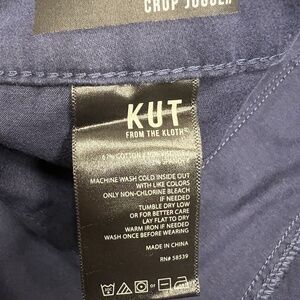 CROP JOGGER
KUT
FROM THE KLOTH®
67% COTTON
MACHINE WASH COLD INSIDE OUT
WITH LIKE COLORS
ONLY NON-CHLORINE BLEACH
IF NEEDED
TUMBLE DRY LOW
OR FOR BETTER CARE
LAY FLAT TO DRY
WARM IRON IF NEEDED
WASH ONCE BEFORE WEARING
MADE IN CHINA
RN# 58539